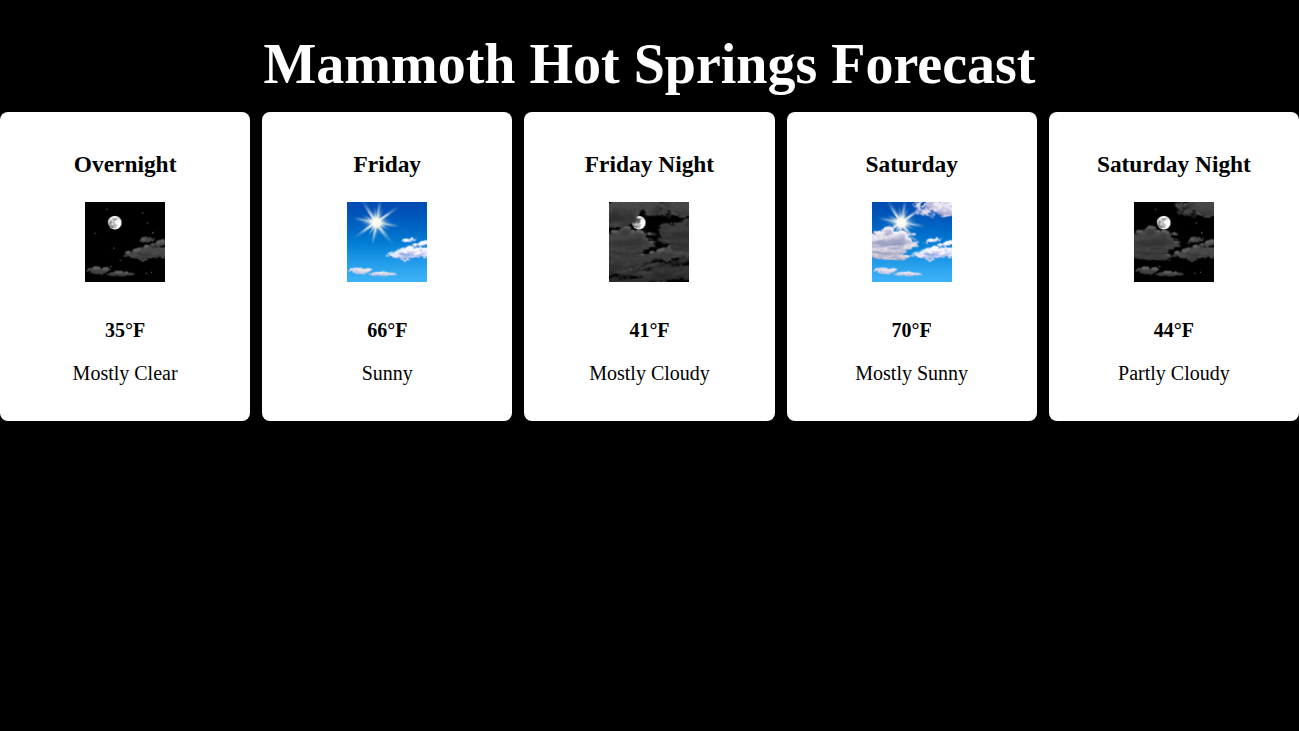 Mammoth Hot Springs Forecast
Overnight
35°F
Mostly Clear
Friday
66°F
Sunny
Friday Night
41°F
Mostly Cloudy
Saturday
70°F
Mostly Sunny
Saturday Night
44°F
Partly Cloudy